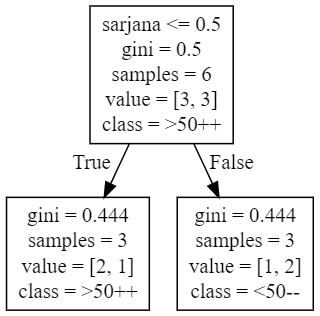 sarjana <= 0.5
gini = 0.5
samples = 6
value = [3, 3]
class = >50++
True
False
gini = 0.444
samples = 3
value = [2, 1]
class = >50++
gini = 0.444
samples = 3
value = [1, 2]
class = <50--